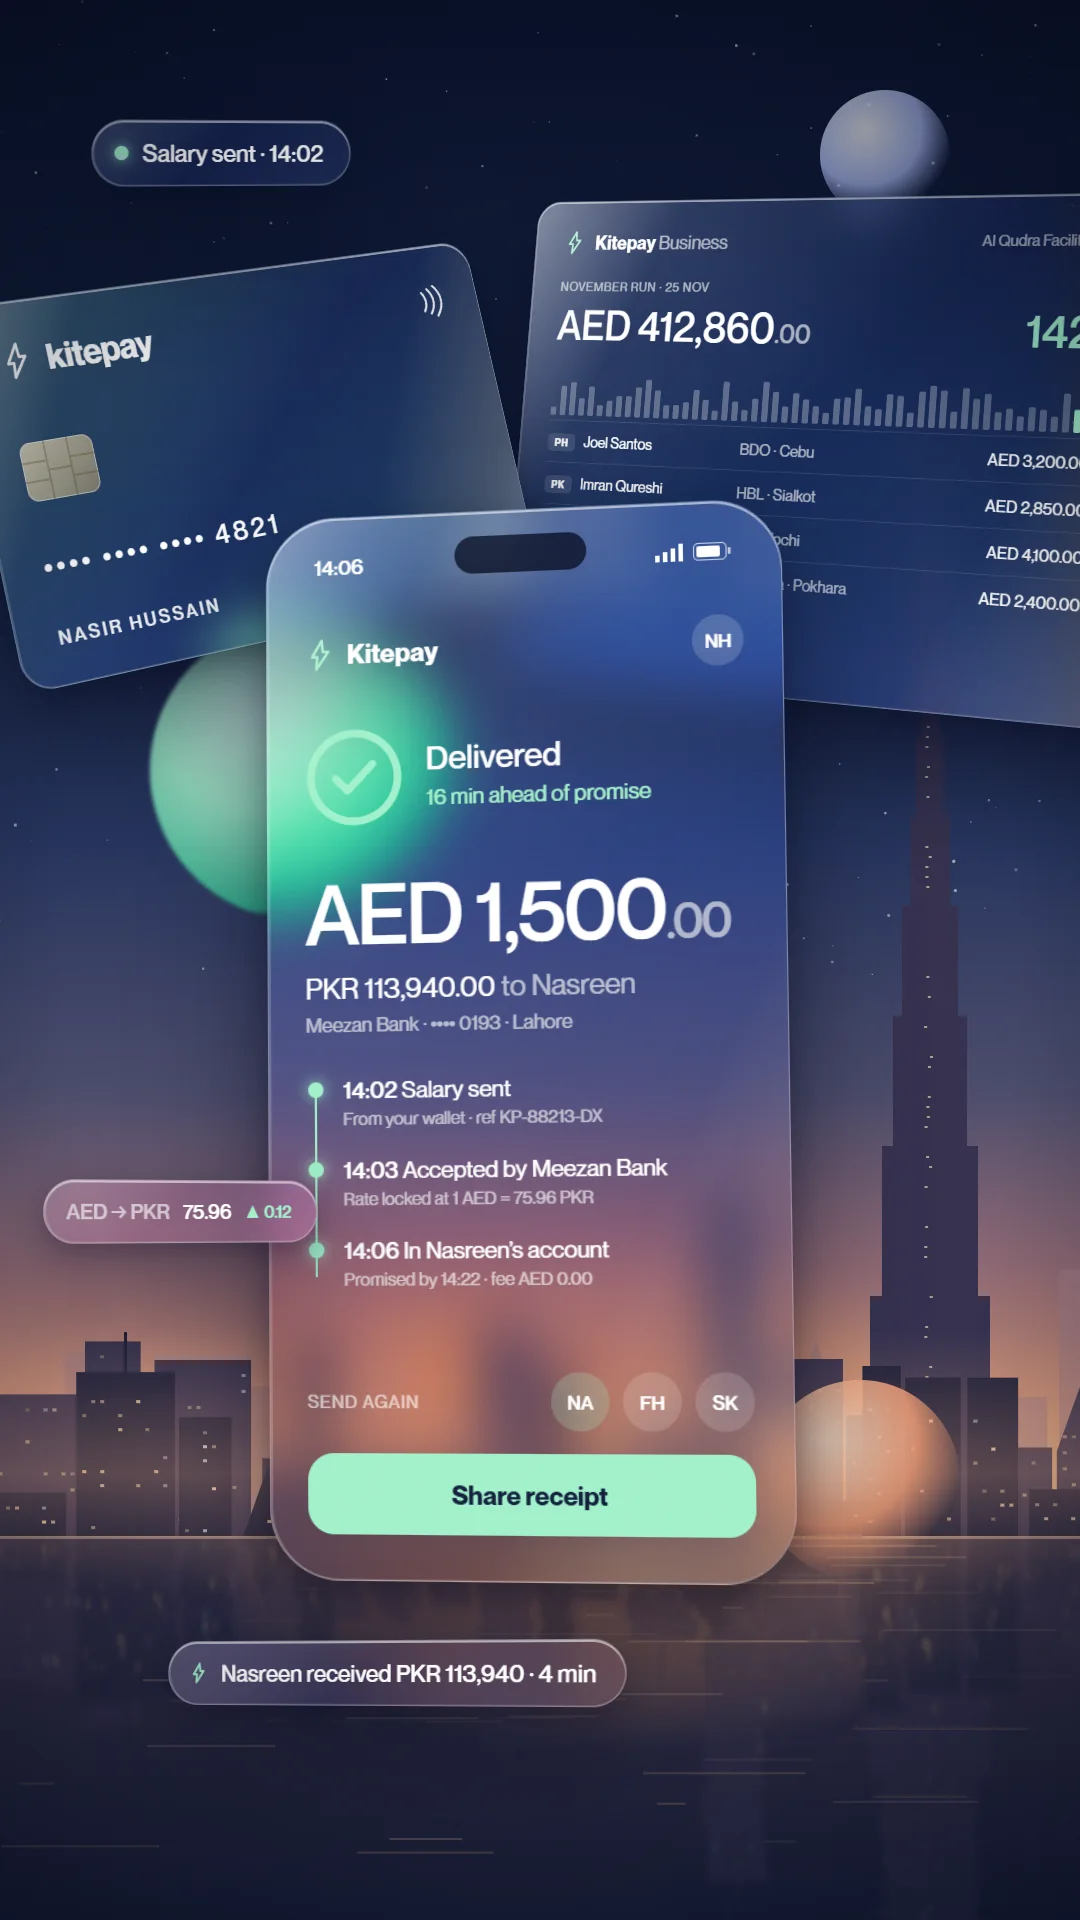 Salary sent · 14:02
kitepay
•••• •••• •••• 4821
NASIR HUSSAIN
Kitepay Business
NOVEMBER RUN · 25 NOV
AED 412,860.00
142
PH Joel Santos BDO · Cebu AED 3,200.00
PK Imran Qureshi HBL · Sialkot AED 2,850.00
AED 4,100.00
· Pokhara AED 2,400.00
Al Qudra
14:06
Kitepay
NH
Delivered
16 min ahead of promise
AED 1,500.00
PKR 113,940.00 to Nasreen
Meezan Bank · •••• 0193 · Lahore
14:02 Salary sent
From your wallet · ref KP-88213-DX
14:03 Accepted by Meezan Bank
Rate locked at 1 AED = 75.96 PKR
14:06 In Nasreen's account
Promised by 14:22 · fee AED 0.00
AED → PKR 75.96 ▲ 0.12
SEND AGAIN
NA FH SK
Share receipt
Nasreen received PKR 113,940 · 4 min